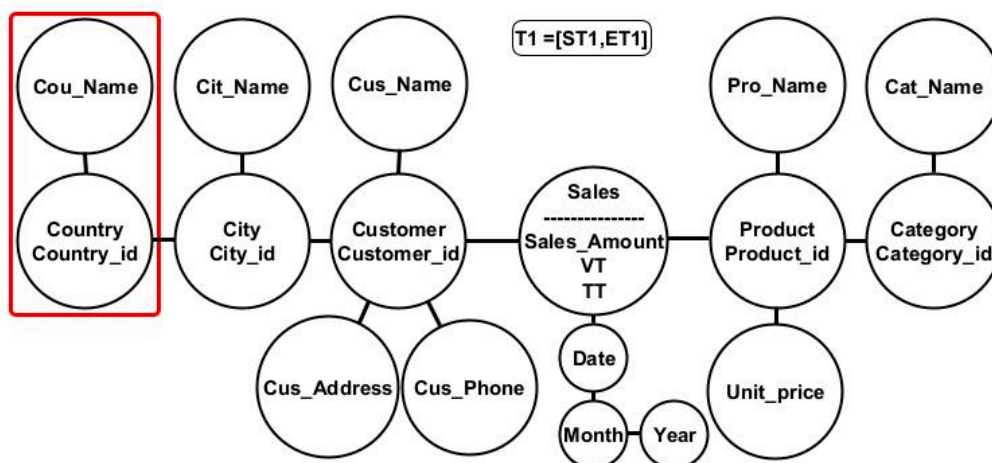 T1 =[ST1,ET1]
Cou_Name
Cit_Name
Cus_Name
Pro_Name
Cat_Name
Country
Country_id
City
City_id
Customer
Customer_id
Sales
----------------
Sales_Amount
VT
TT
Product
Product_id
Category
Category_id
Cus_Address
Cus_Phone
Date
Unit_price
Month
Year